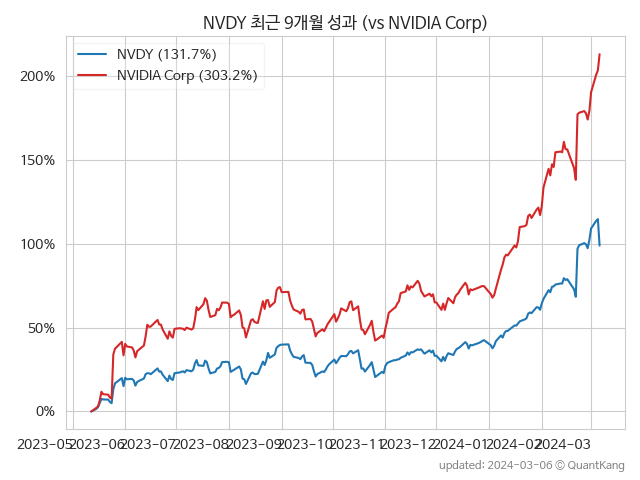 NVDY 최근 9개월 성과 (vs NVIDIA Corp)
NVDY (131.7%)
NVIDIA Corp (303.2%)
200%
150%
100%
50%
0%
2023-05 2023-06 2023-07 2023-08 2023-09 2023-10 2023-11 2023-12 2024-01 2024-02 2024-03
updated: 2024-03-06 © QuantKang